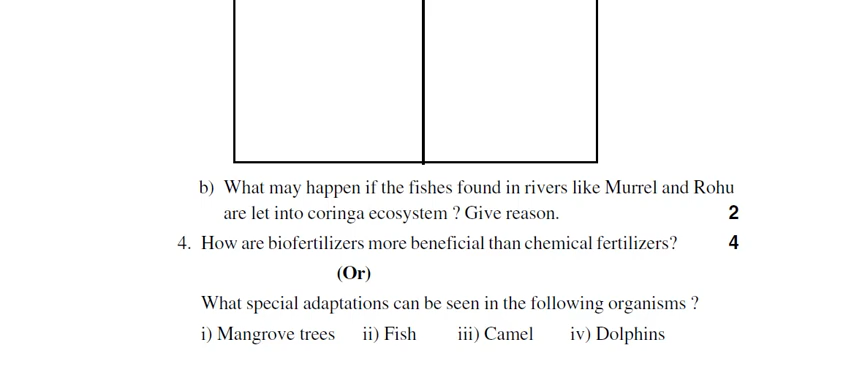 b) What may happen if the fishes found in rivers like Murrel and Rohu
are let into coringa ecosystem ? Give reason. 2
4. How are biofertilizers more beneficial than chemical fertilizers? 4
(Or)
What special adaptations can be seen in the following organisms ?
i) Mangrove trees ii) Fish iii) Camel iv) Dolphins